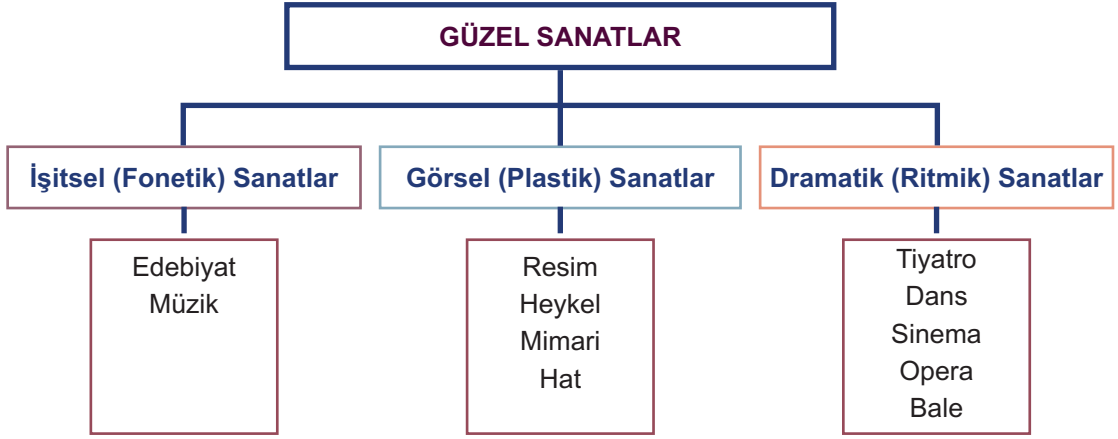 GÜZEL SANATLAR
İşitsel (Fonetik) Sanatlar
Edebiyat
Müzik
Görsel (Plastik) Sanatlar
Resim
Heykel
Mimari
Hat
Dramatik (Ritmik) Sanatlar
Tiyatro
Dans
Sinema
Opera
Bale